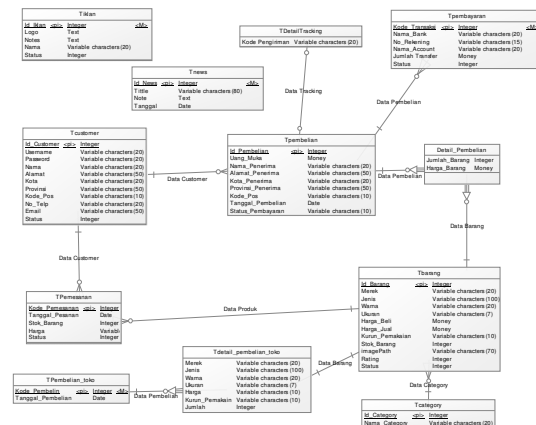 Tiklan
Id_Iklan <pi> Integer <M>
Logo Text
Notes Text
Nama Variable characters (20)
Status Integer
TDetailTracking
Kode Pengiriman Variable characters (20)
Tpembayaran
Kode_Transaksi <pi> Integer <M>
Nama_Bank Variable characters (20)
No_Rekening Variable characters (15)
Nama_Account Variable characters (20)
Jumlah Transfer Money
Status Integer
Tnews
Id_News <pi> Integer <M>
Tittle Variable characters (80)
Note Text
Tanggal Date
Data Tracking
Data Pembelian
Tcustomer
Id_Customer <pi> Integer
Username Variable characters (20)
Password Variable characters (20)
Nama Variable characters (20)
Alamat Variable characters (50)
Kota Variable characters (20)
Provinsi Variable characters (50)
Kode_Pos Variable characters (10)
No_Telp Variable characters (20)
Email Variable characters (50)
Status Integer
Data Customer
Tpembelian
Id_Pembelian <pi> Integer
Uang_Muka Money
Nama_Penerima Variable characters (20)
Alamat_Penerima Variable characters (50)
Kota_Penerima Variable characters (20)
Provinsi_Penerima Variable characters (50)
Kode_Pos Variable characters (10)
Tanggal_Pembelian Date
Status_Pembayaran Variable characters (10)
Data Pembelian
Detail_Pembelian
Jumlah_Barang Integer
Harga_Barang Money
Data Barang
Data Customer
Tbarang
Id_Barang <pi> Integer
Merek Variable characters (20)
Jenis Variable characters (100)
Warna Variable characters (20)
Ukuran Variable characters (7)
Harga_Beli Money
Harga_Jual Money
Kurun_Pemakaian Variable characters (10)
Stok_Barang Integer
imagePath Variable characters (70)
Rating Integer
Status Integer
TPemesanan
Kode_Pemesanan <pi> Integer
Tanggal_Pesanan Date
Stok_Barang Integer
Harga Variabl
Status Integer
Data Produk
Tdetail_pembelian_toko
Merek Variable characters (20)
Jenis Variable characters (100)
Warna Variable characters (20)
Ukuran Variable characters (7)
Harga Variable characters (10)
Kurun_Pemakain Variable characters (10)
Jumlah Integer
Data Barang
TPembelian_toko
Kode_Pembelin <pi> Integer <M>
Tanggal_Pembelian Date
Data Pembelian
Data Category
Tcategory
Id_Category <pi> Integer
Nama_Category Variable characters (20)